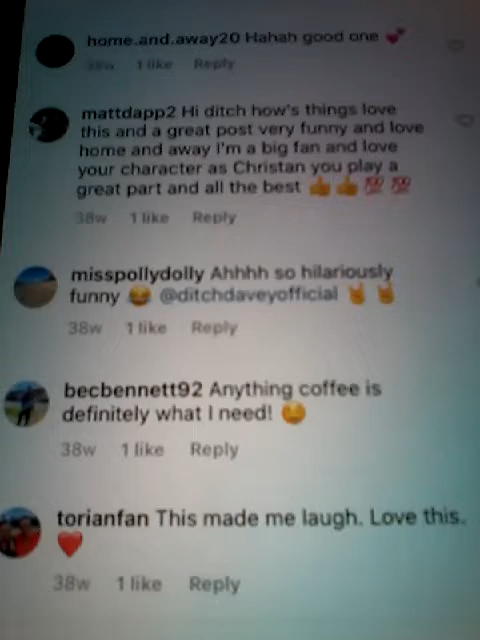 home.and.away20 Hahah good one 💕
38w 1 like Reply
mattdapp2 Hi ditch how's things love
this and a great post very funny and love
home and away I'm a big fan and love
your character as Christan you play a
great part and all the best 👍 👍 💯 💯
38w 1 like Reply
misspollydolly Ahhhh so hilariously
funny 😂 @ditchdaveyofficial 🤘 🤘
38w 1 like Reply
becbennett92 Anything coffee is
definitely what I need! 😄
38w 1 like Reply
torianfan This made me laugh. Love this.
❤️
38w 1 like Reply